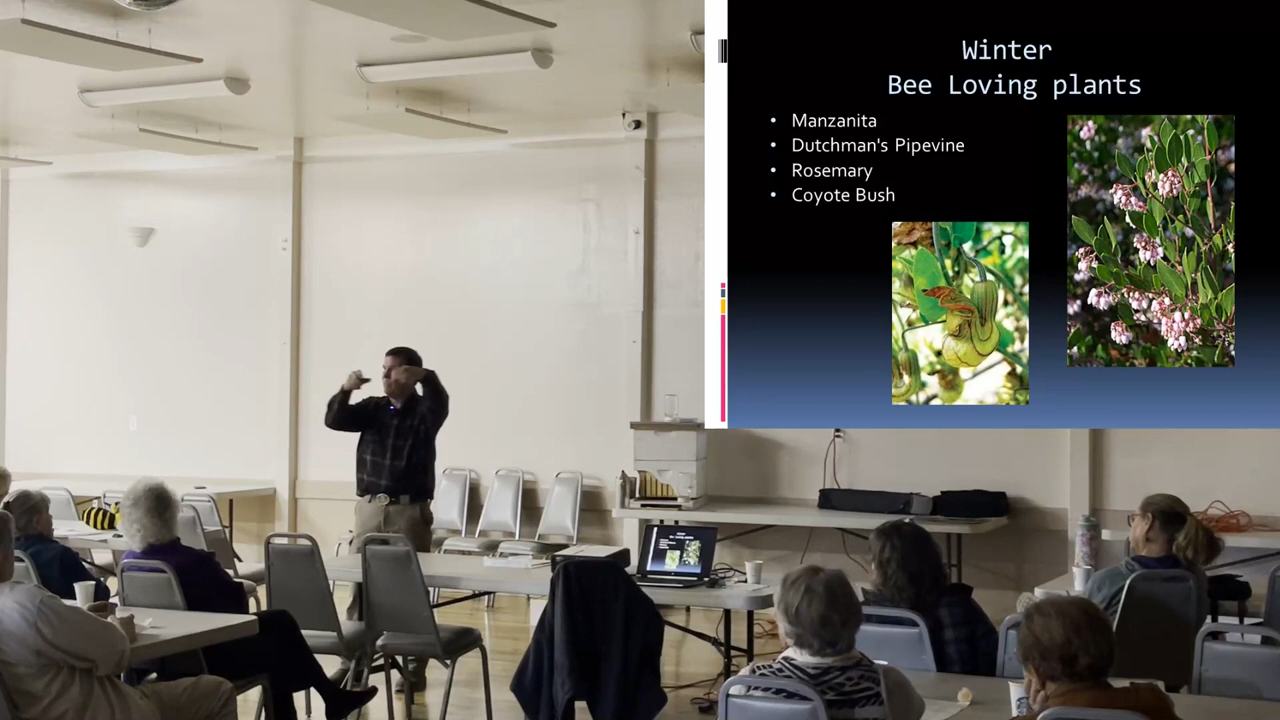 Winter
Bee Loving plants
• Manzanita
• Dutchman's Pipevine
• Rosemary
• Coyote Bush